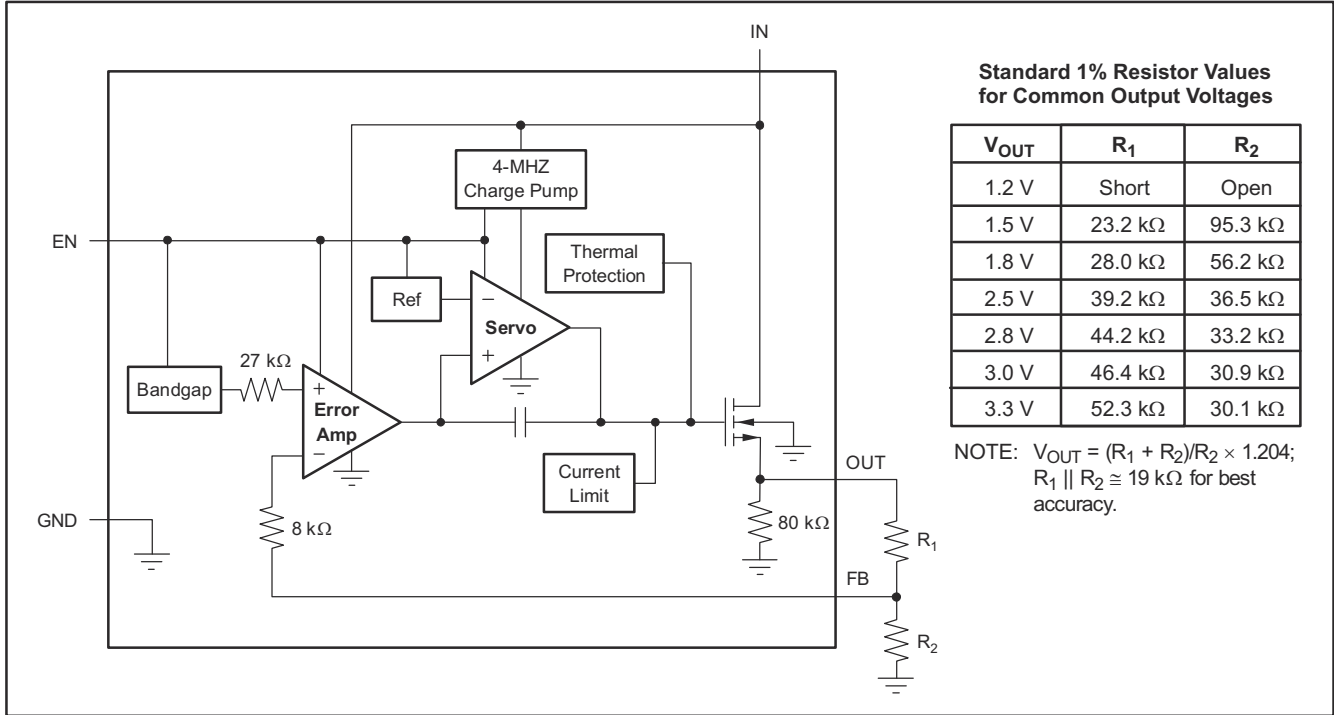 IN
Standard 1% Resistor Values
for Common Output Voltages
VOUT R1 R2
1.2 V Short Open
1.5 V 23.2 kΩ 95.3 kΩ
1.8 V 28.0 kΩ 56.2 kΩ
2.5 V 39.2 kΩ 36.5 kΩ
2.8 V 44.2 kΩ 33.2 kΩ
3.0 V 46.4 kΩ 30.9 kΩ
3.3 V 52.3 kΩ 30.1 kΩ
NOTE: VOUT = (R1 + R2)/R2 × 1.204;
R1 || R2 ≅ 19 kΩ for best
accuracy.
4-MHZ
Charge Pump
EN
Thermal
Protection
Ref
−
Servo
+
27 kΩ
Bandgap
+
Error
Amp
−
Current
Limit
OUT
GND
8 kΩ
80 kΩ
R1
FB
R2